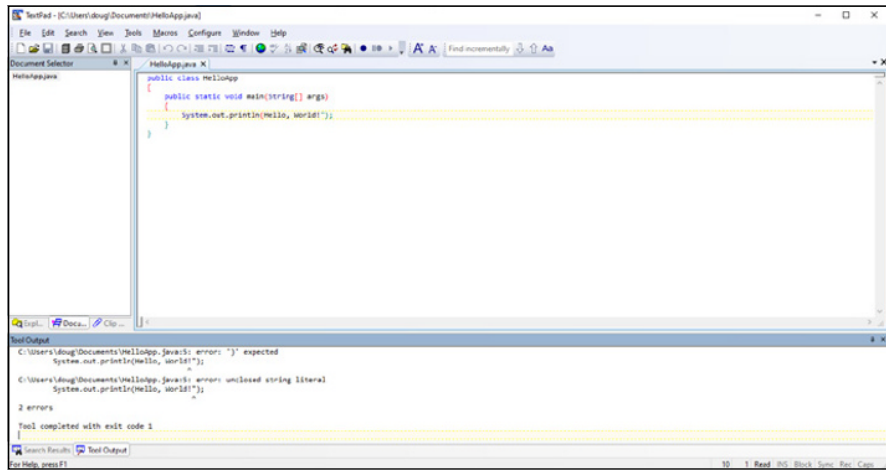 TextPad - [C:\Users\doug\Documents\HelloApp.java]
File Edit Search View Tools Macros Configure Window Help
Find incrementally
Document Selector
HelloApp.java
HelloApp.java
public class HelloApp
{
public static void main(String[] args)
{
System.out.println(Hello, World!");
}
}
Expl... Docu... Clip ...
Tool Output
C:\Users\doug\Documents\HelloApp.java:5: error: ')' expected
System.out.println(Hello, World!");
^
C:\Users\doug\Documents\HelloApp.java:5: error: unclosed string literal
System.out.println(Hello, World!");
^
2 errors
Tool completed with exit code 1
Search Results Tool Output
For Help, press F1
10 1 Read INS Block Sync Rec Caps